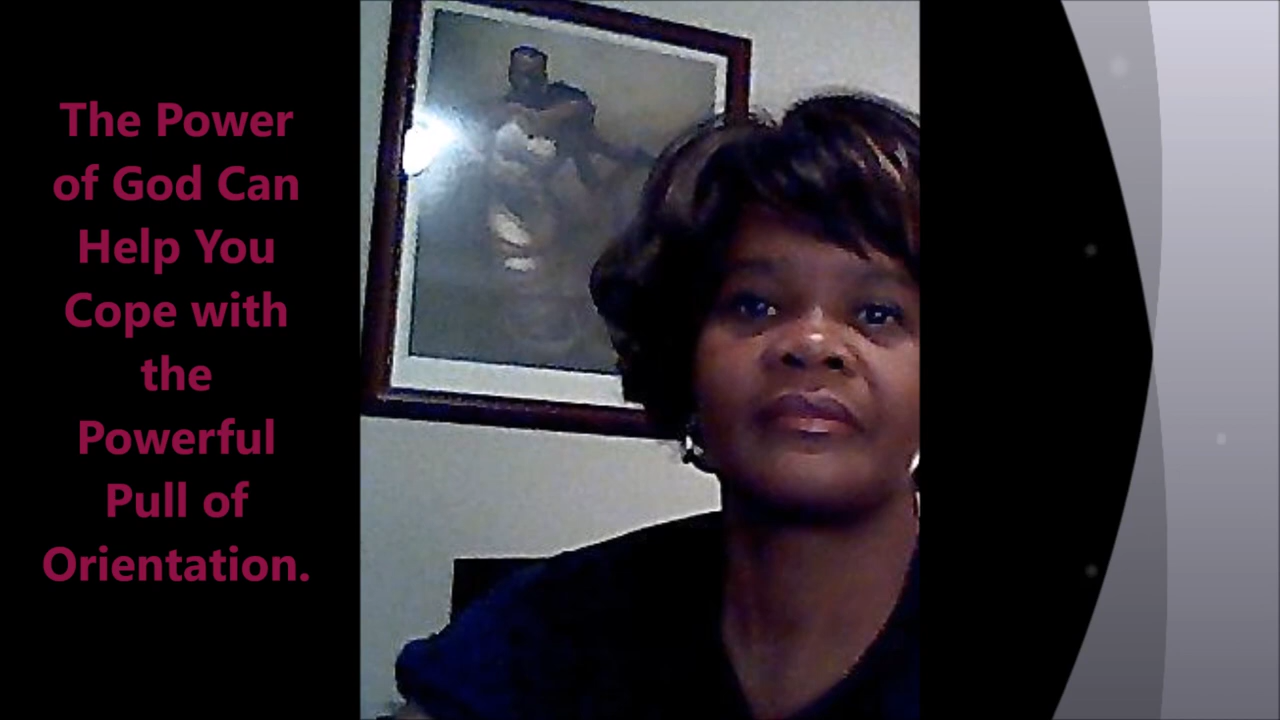 The Power
of God Can
Help You
Cope with
the
Powerful
Pull of
Orientation.